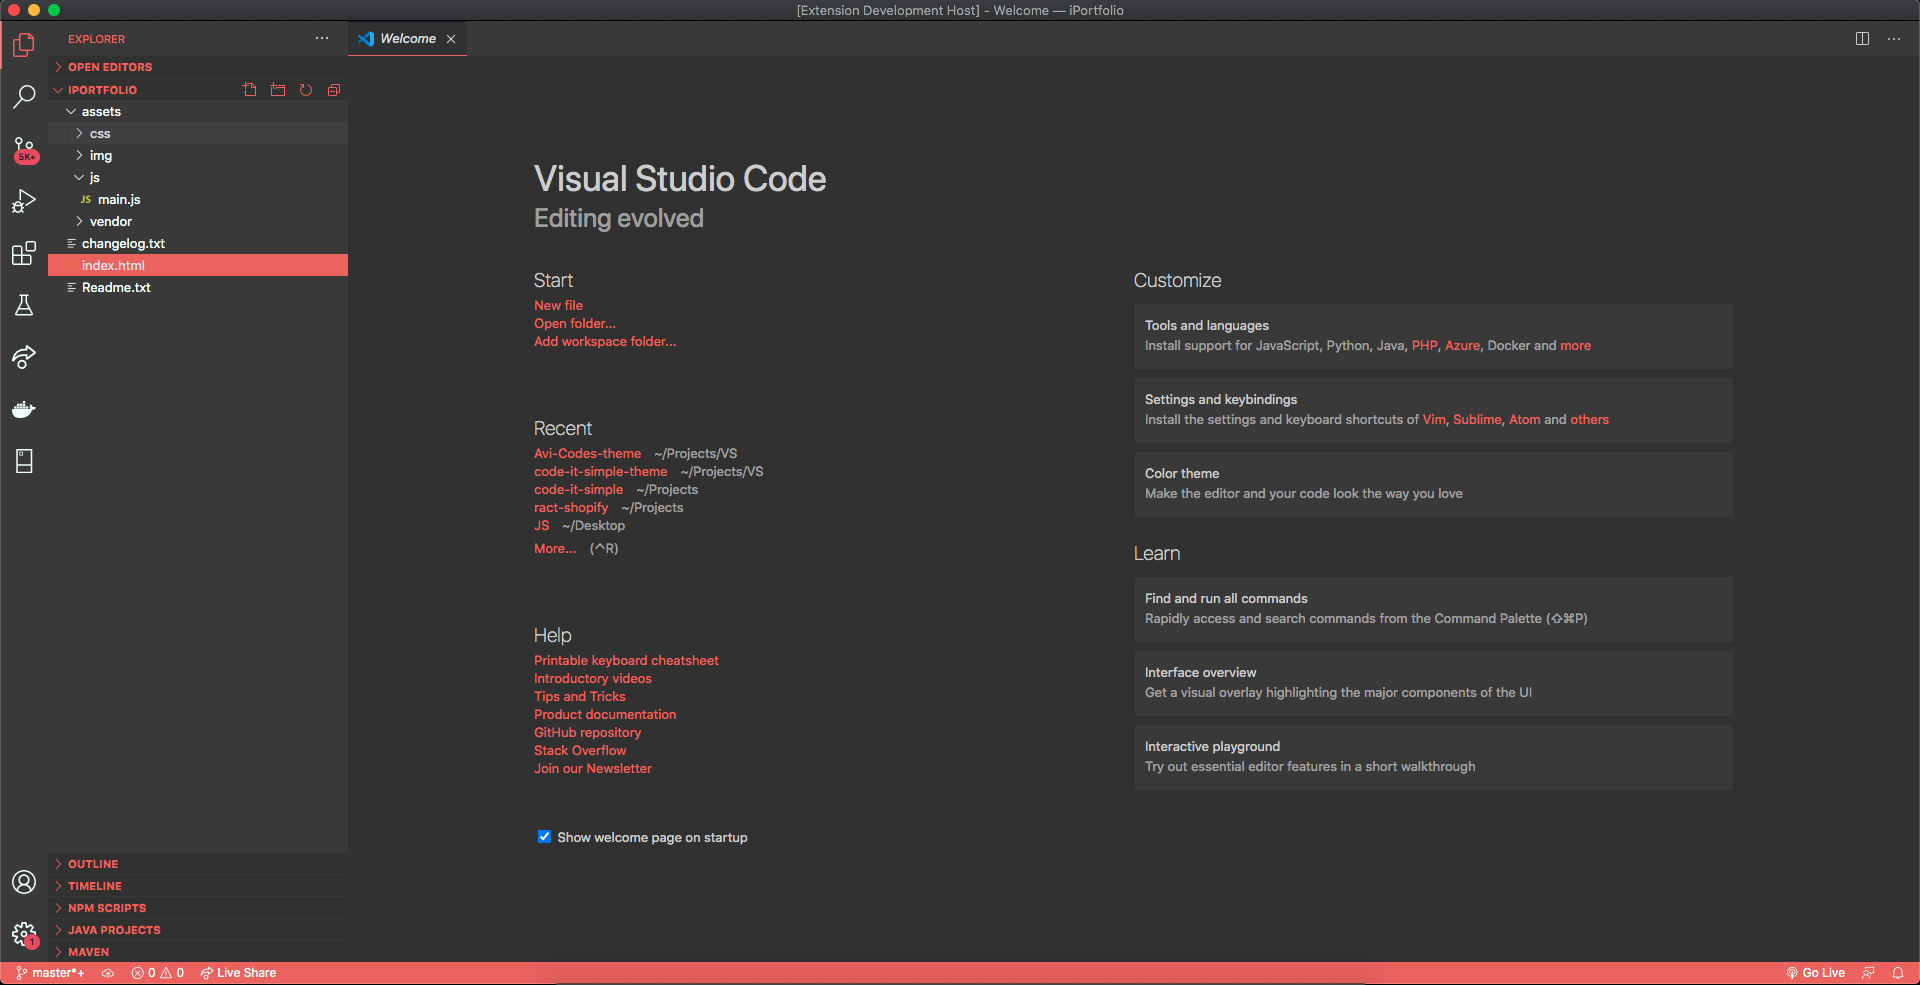 [Extension Development Host] - Welcome — iPortfolio
EXPLORER
Welcome
OPEN EDITORS
IPORTFOLIO
assets
css
img
js
JS main.js
vendor
changelog.txt
index.html
Readme.txt
5K+
Visual Studio Code
Editing evolved
Start
New file
Open folder...
Add workspace folder...
Recent
Avi-Codes-theme ~/Projects/VS
code-it-simple-theme ~/Projects/VS
code-it-simple ~/Projects
ract-shopify ~/Projects
JS ~/Desktop
More... (^R)
Help
Printable keyboard cheatsheet
Introductory videos
Tips and Tricks
Product documentation
GitHub repository
Stack Overflow
Join our Newsletter
Show welcome page on startup
Customize
Tools and languages
Install support for JavaScript, Python, Java, PHP, Azure, Docker and more
Settings and keybindings
Install the settings and keyboard shortcuts of Vim, Sublime, Atom and others
Color theme
Make the editor and your code look the way you love
Learn
Find and run all commands
Rapidly access and search commands from the Command Palette (⇧⌘P)
Interface overview
Get a visual overlay highlighting the major components of the UI
Interactive playground
Try out essential editor features in a short walkthrough
OUTLINE
TIMELINE
NPM SCRIPTS
JAVA PROJECTS
MAVEN
1
master*+ 0 0 Live Share Go Live